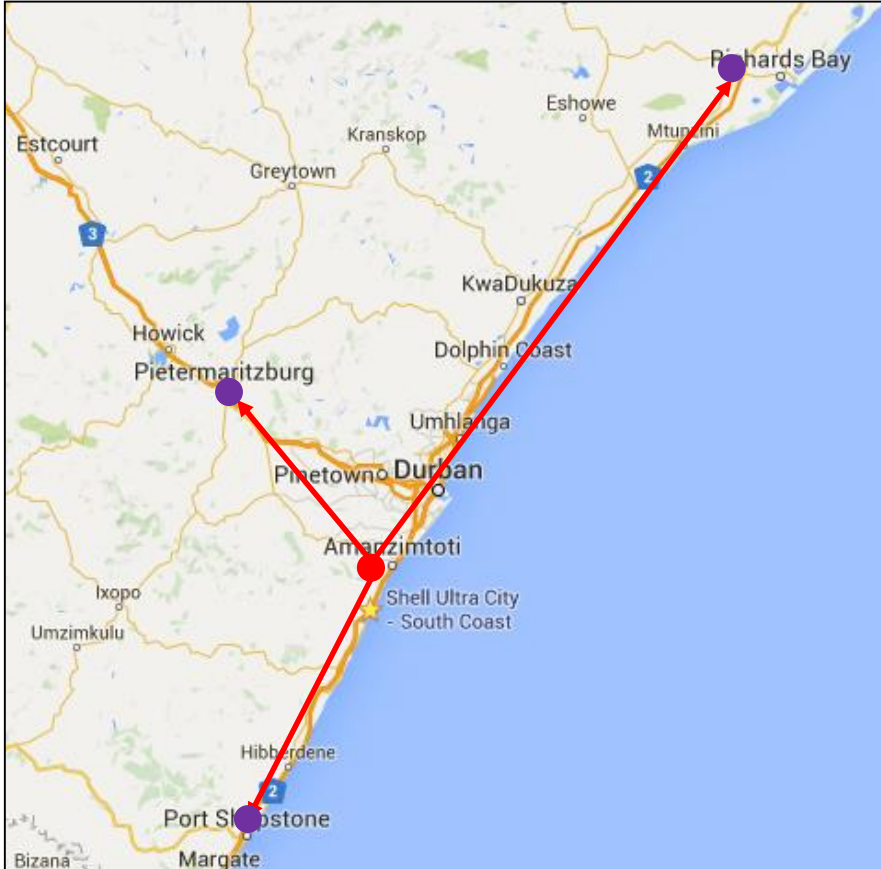 Richards Bay
Eshowe
Mtunzini
Kranskop
Estcourt
Greytown
2
3
KwaDukuza
Howick
Dolphin Coast
Pietermaritzburg
Umhlanga
Pinetown
Durban
Amanzimtoti
Ixopo
Shell Ultra City
- South Coast
Umzimkulu
Hibberdene
2
Port Shepstone
Bizana
Margate